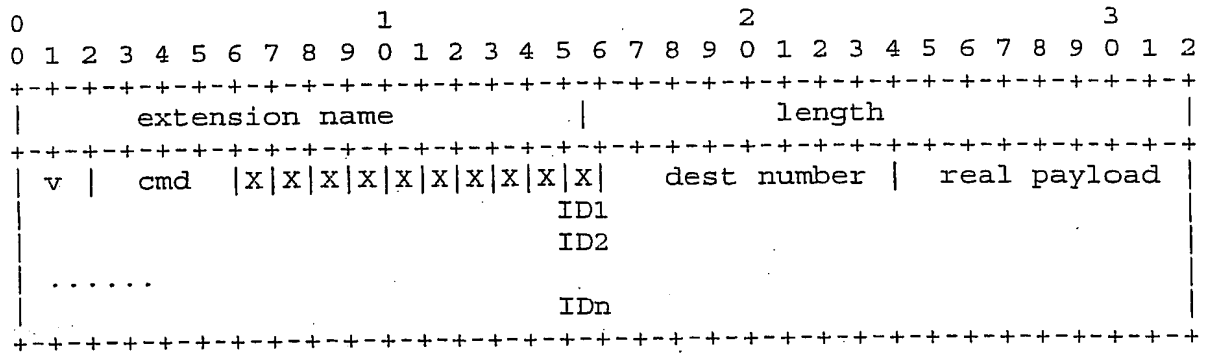 0 1 2 3
0 1 2 3 4 5 6 7 8 9 0 1 2 3 4 5 6 7 8 9 0 1 2 3 4 5 6 7 8 9 0 1 2
+-+-+-+-+-+-+-+-+-+-+-+-+-+-+-+-+-+-+-+-+-+-+-+-+-+-+-+-+-+-+-+-+
| extension name | length |
+-+-+-+-+-+-+-+-+-+-+-+-+-+-+-+-+-+-+-+-+-+-+-+-+-+-+-+-+-+-+-+-+
| v | cmd |X|X|X|X|X|X|X|X|X|X| dest number | real payload |
| ID1 |
| ID2 |
| ...... |
| IDn |
+-+-+-+-+-+-+-+-+-+-+-+-+-+-+-+-+-+-+-+-+-+-+-+-+-+-+-+-+-+-+-+-+